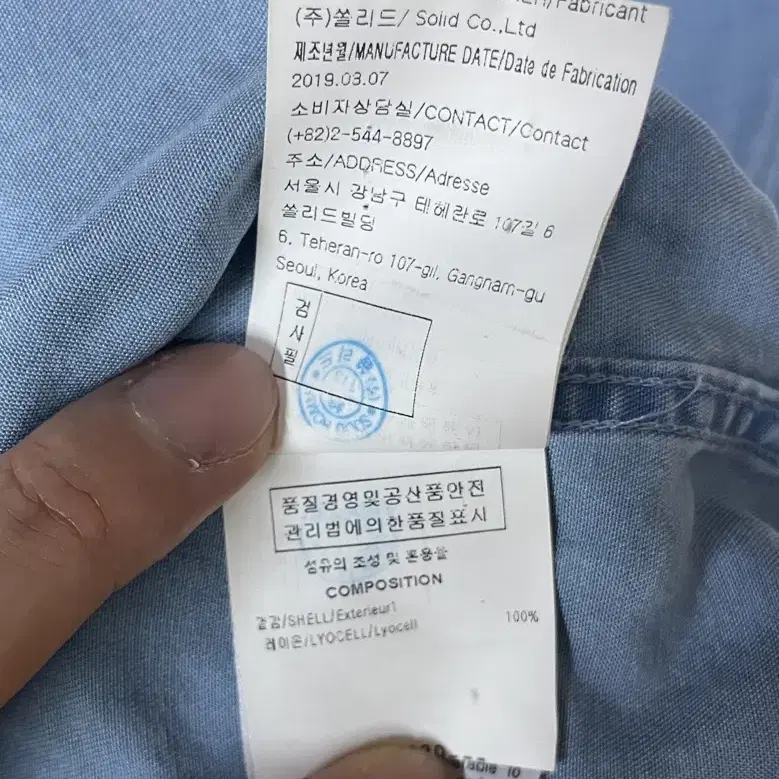 /Fabricant
(주)쏠리드/ Solid Co.,Ltd
제조년월/MANUFACTURE DATE/Date de Fabrication
2019.03.07
소비자상담실/CONTACT/Contact
(+82)2-544-8897
주소/ADDRESS/Adresse
서울시 강남구 테헤란로 107길 6
쏠리드빌딩
6, Teheran-ro 107-gil, Gangnam-gu
Seoul, Korea
검사필
품질경영및공산품안전
관리법에의한품질표시
섬유의 조성 및 혼용율
COMPOSITION
겉감/SHELL/Exterieur1
레이온/LYOCELL/Lyocell 100%